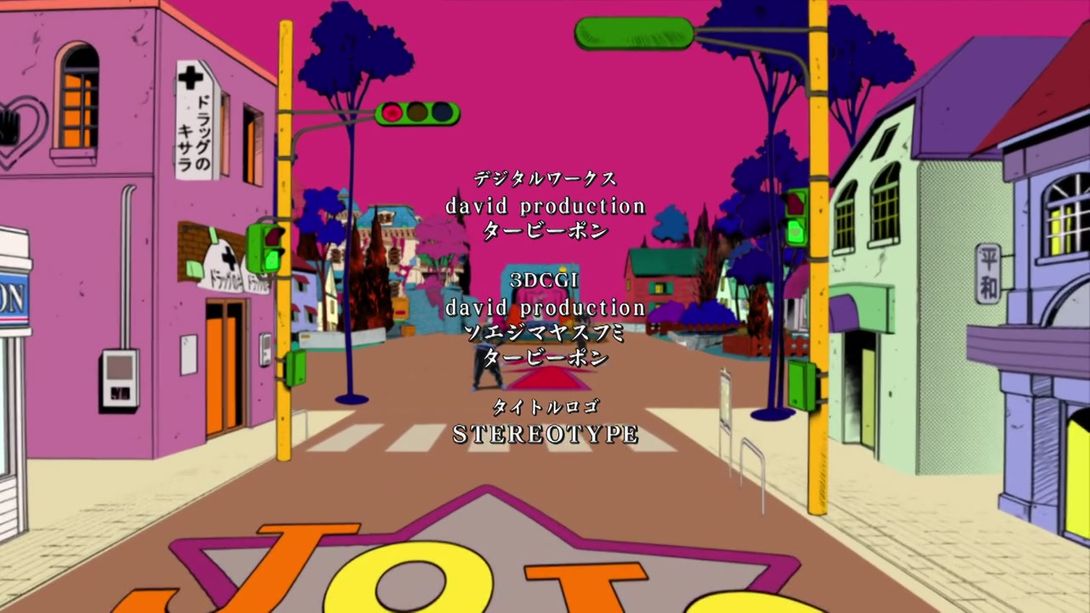 ドラッグの
キサラ
デジタルワークス
david production
タービーポン
3DCGI
david production
ソエジマヤスフミ
タービーポン
タイトルロゴ
STEREOTYPE
平和
ON
JOJO